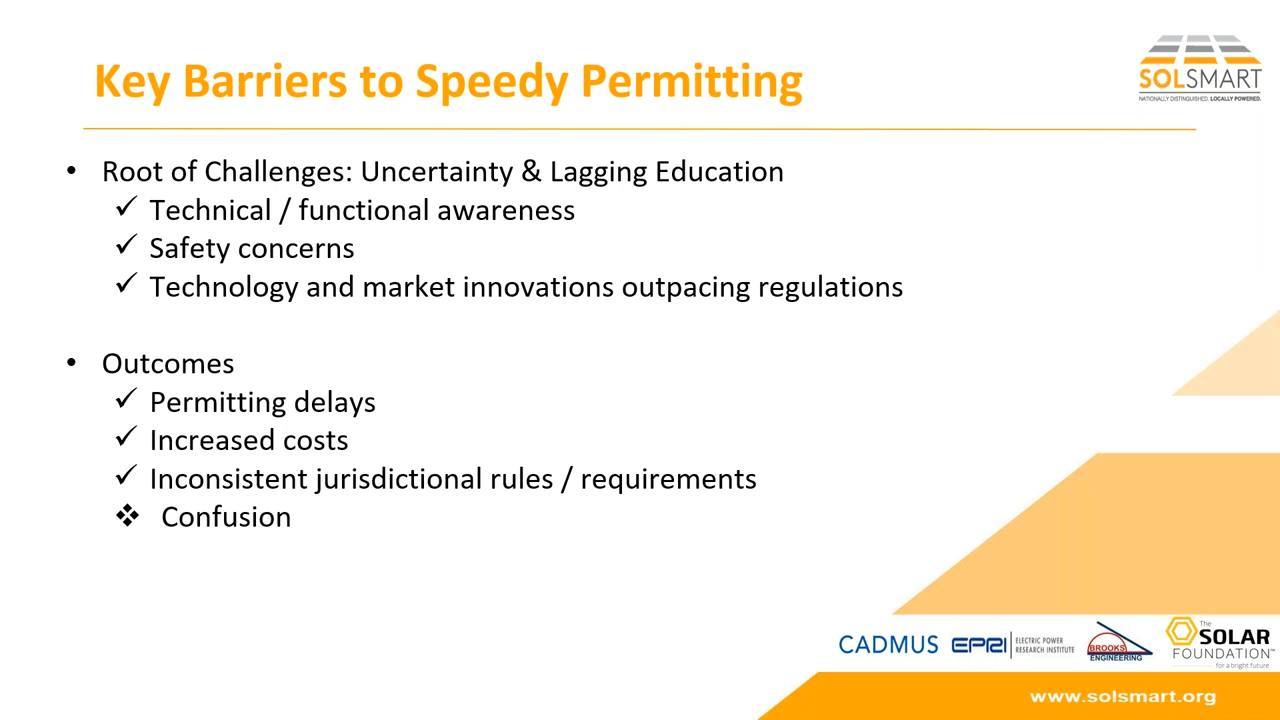 Key Barriers to Speedy Permitting
SOLSMART
NATIONALLY DISTINGUISHED. LOCALLY POWERED.
• Root of Challenges: Uncertainty & Lagging Education
✓ Technical / functional awareness
✓ Safety concerns
✓ Technology and market innovations outpacing regulations
• Outcomes
✓ Permitting delays
✓ Increased costs
✓ Inconsistent jurisdictional rules / requirements
❖ Confusion
CADMUS
EPRI
ELECTRIC POWER
RESEARCH INSTITUTE
BROOKS
ENGINEERING
The
SOLAR
FOUNDATION™
for a bright future
www.solsmart.org